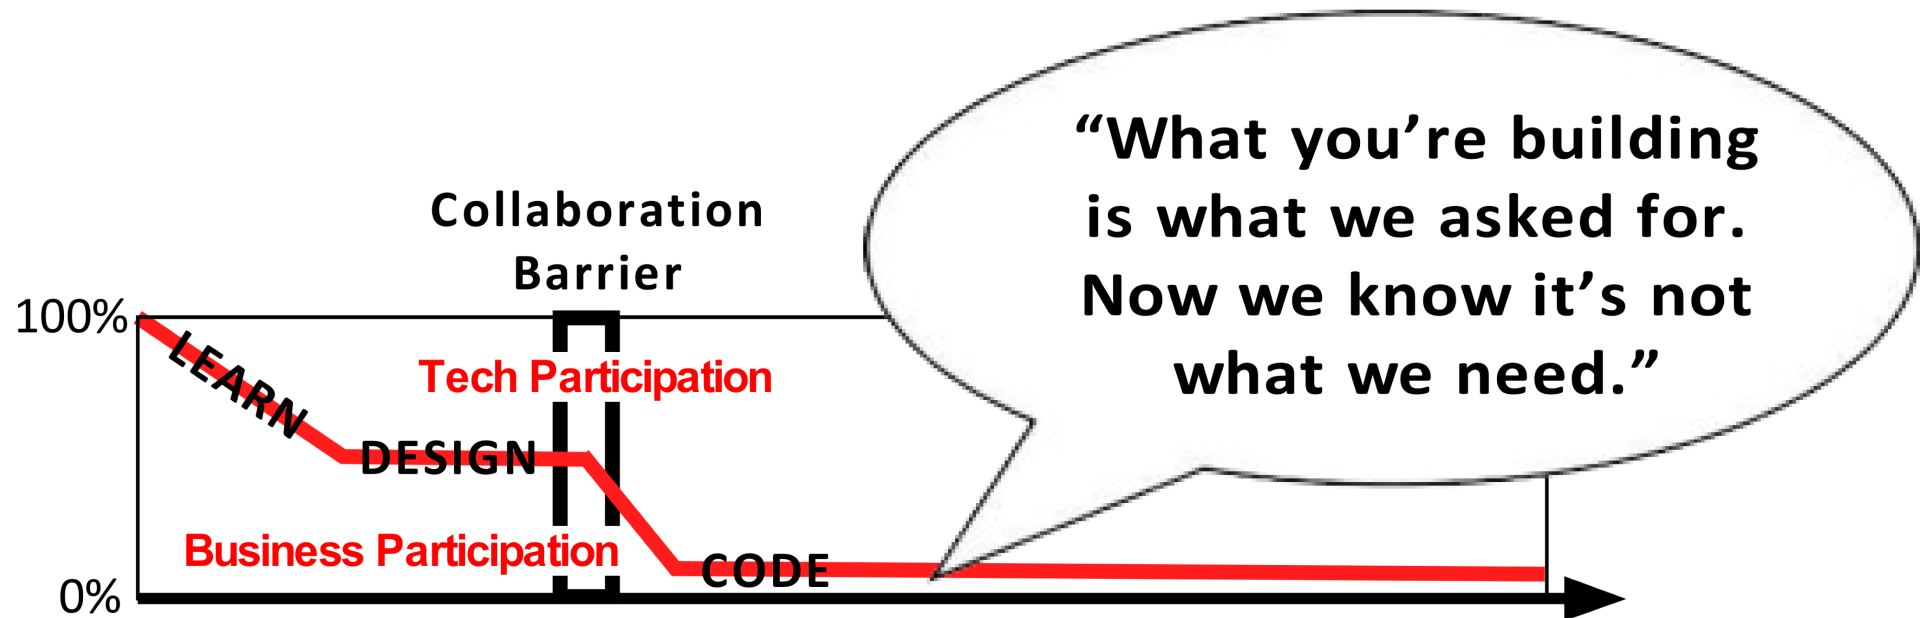 “What you’re building
is what we asked for.
Now we know it’s not
what we need.”
Collaboration
Barrier
100%
LEARN
Tech Participation
DESIGN
Business Participation
CODE
0%